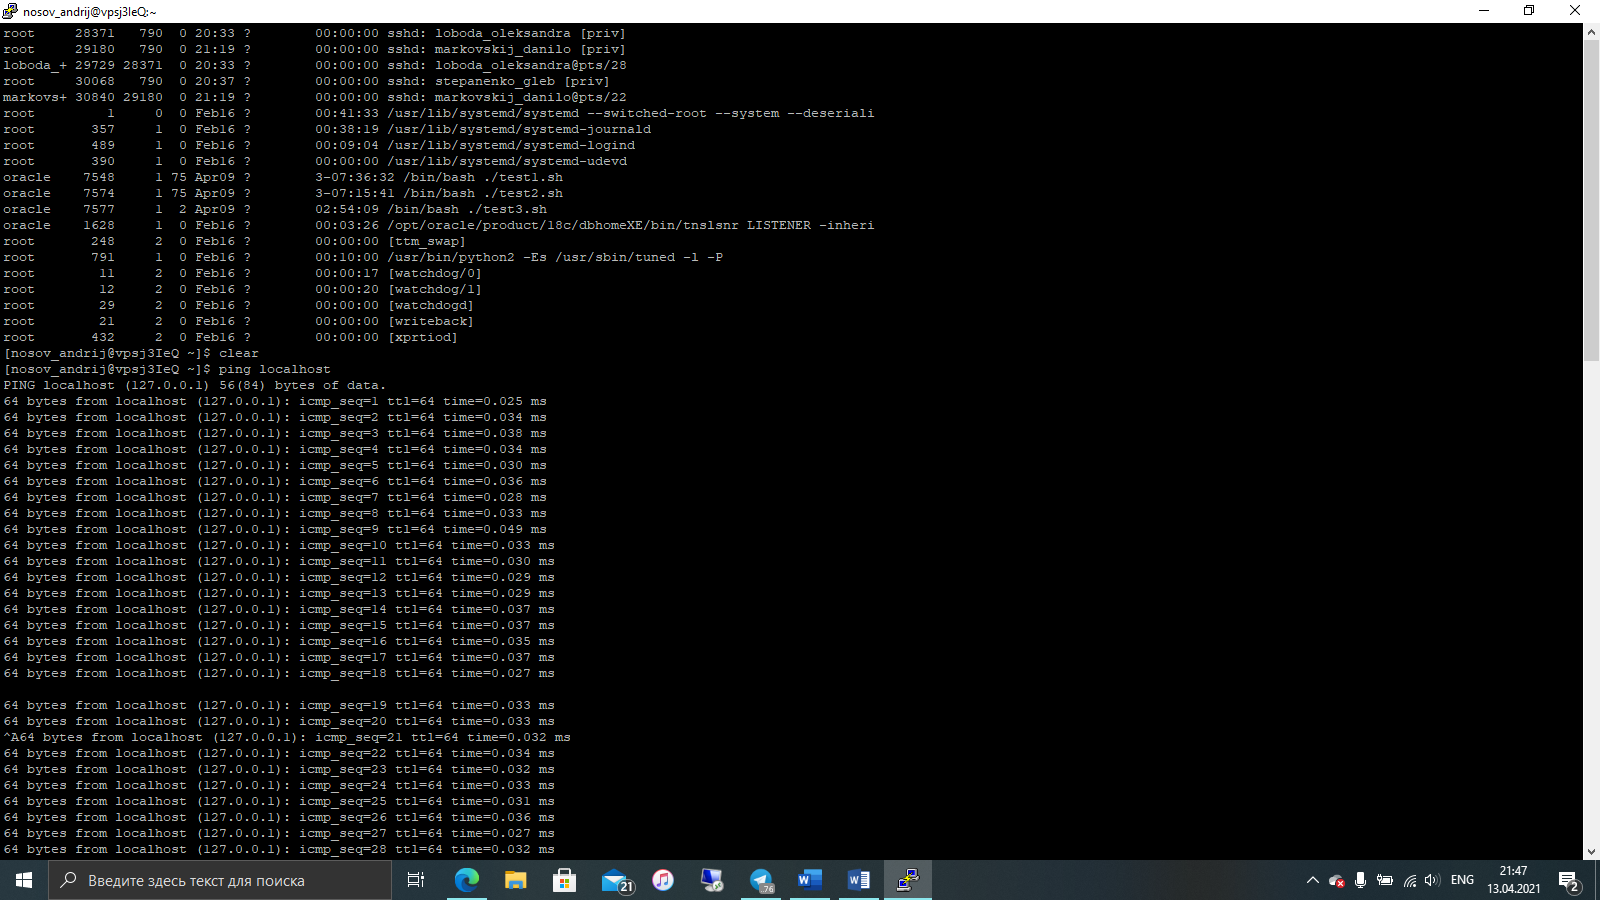 nosov_andrij@vpsj3IeQ:~
root     28371   790  0 20:33 ?        00:00:00 sshd: loboda_oleksandra [priv]
root     29180   790  0 21:19 ?        00:00:00 sshd: markovskij_danilo [priv]
loboda_+ 29729 28371  0 20:33 ?        00:00:00 sshd: loboda_oleksandra@pts/28
root     30068   790  0 20:37 ?        00:00:00 sshd: stepanenko_gleb [priv]
markovs+ 30840 29180  0 21:19 ?        00:00:00 sshd: markovskij_danilo@pts/22
root         1     0  0 Feb16 ?        00:41:33 /usr/lib/systemd/systemd --switched-root --system --deseriali
root       357     1  0 Feb16 ?        00:38:19 /usr/lib/systemd/systemd-journald
root       489     1  0 Feb16 ?        00:09:04 /usr/lib/systemd/systemd-logind
root       390     1  0 Feb16 ?        00:00:00 /usr/lib/systemd/systemd-udevd
oracle    7548     1 75 Apr09 ?        3-07:36:32 /bin/bash ./test1.sh
oracle    7574     1 75 Apr09 ?        3-07:15:41 /bin/bash ./test2.sh
oracle    7577     1  2 Apr09 ?        02:54:09 /bin/bash ./test3.sh
oracle    1628     1  0 Feb16 ?        00:03:26 /opt/oracle/product/18c/dbhomeXE/bin/tnslsnr LISTENER -inheri
root       248     2  0 Feb16 ?        00:00:00 [ttm_swap]
root       791     1  0 Feb16 ?        00:10:00 /usr/bin/python2 -Es /usr/sbin/tuned -l -P
root        11     2  0 Feb16 ?        00:00:17 [watchdog/0]
root        12     2  0 Feb16 ?        00:00:20 [watchdog/1]
root        29     2  0 Feb16 ?        00:00:00 [watchdogd]
root        21     2  0 Feb16 ?        00:00:00 [writeback]
root       432     2  0 Feb16 ?        00:00:00 [xprtiod]
[nosov_andrij@vpsj3IeQ ~]$ clear
[nosov_andrij@vpsj3IeQ ~]$ ping localhost
PING localhost (127.0.0.1) 56(84) bytes of data.
64 bytes from localhost (127.0.0.1): icmp_seq=1 ttl=64 time=0.025 ms
64 bytes from localhost (127.0.0.1): icmp_seq=2 ttl=64 time=0.034 ms
64 bytes from localhost (127.0.0.1): icmp_seq=3 ttl=64 time=0.038 ms
64 bytes from localhost (127.0.0.1): icmp_seq=4 ttl=64 time=0.034 ms
64 bytes from localhost (127.0.0.1): icmp_seq=5 ttl=64 time=0.030 ms
64 bytes from localhost (127.0.0.1): icmp_seq=6 ttl=64 time=0.036 ms
64 bytes from localhost (127.0.0.1): icmp_seq=7 ttl=64 time=0.028 ms
64 bytes from localhost (127.0.0.1): icmp_seq=8 ttl=64 time=0.033 ms
64 bytes from localhost (127.0.0.1): icmp_seq=9 ttl=64 time=0.049 ms
64 bytes from localhost (127.0.0.1): icmp_seq=10 ttl=64 time=0.033 ms
64 bytes from localhost (127.0.0.1): icmp_seq=11 ttl=64 time=0.030 ms
64 bytes from localhost (127.0.0.1): icmp_seq=12 ttl=64 time=0.029 ms
64 bytes from localhost (127.0.0.1): icmp_seq=13 ttl=64 time=0.029 ms
64 bytes from localhost (127.0.0.1): icmp_seq=14 ttl=64 time=0.037 ms
64 bytes from localhost (127.0.0.1): icmp_seq=15 ttl=64 time=0.037 ms
64 bytes from localhost (127.0.0.1): icmp_seq=16 ttl=64 time=0.035 ms
64 bytes from localhost (127.0.0.1): icmp_seq=17 ttl=64 time=0.037 ms
64 bytes from localhost (127.0.0.1): icmp_seq=18 ttl=64 time=0.027 ms
64 bytes from localhost (127.0.0.1): icmp_seq=19 ttl=64 time=0.033 ms
64 bytes from localhost (127.0.0.1): icmp_seq=20 ttl=64 time=0.033 ms
^A64 bytes from localhost (127.0.0.1): icmp_seq=21 ttl=64 time=0.032 ms
64 bytes from localhost (127.0.0.1): icmp_seq=22 ttl=64 time=0.034 ms
64 bytes from localhost (127.0.0.1): icmp_seq=23 ttl=64 time=0.032 ms
64 bytes from localhost (127.0.0.1): icmp_seq=24 ttl=64 time=0.033 ms
64 bytes from localhost (127.0.0.1): icmp_seq=25 ttl=64 time=0.031 ms
64 bytes from localhost (127.0.0.1): icmp_seq=26 ttl=64 time=0.036 ms
64 bytes from localhost (127.0.0.1): icmp_seq=27 ttl=64 time=0.027 ms
64 bytes from localhost (127.0.0.1): icmp_seq=28 ttl=64 time=0.032 ms
Введите здесь текст для поиска
21
.76
ENG
21:47
13.04.2021
2